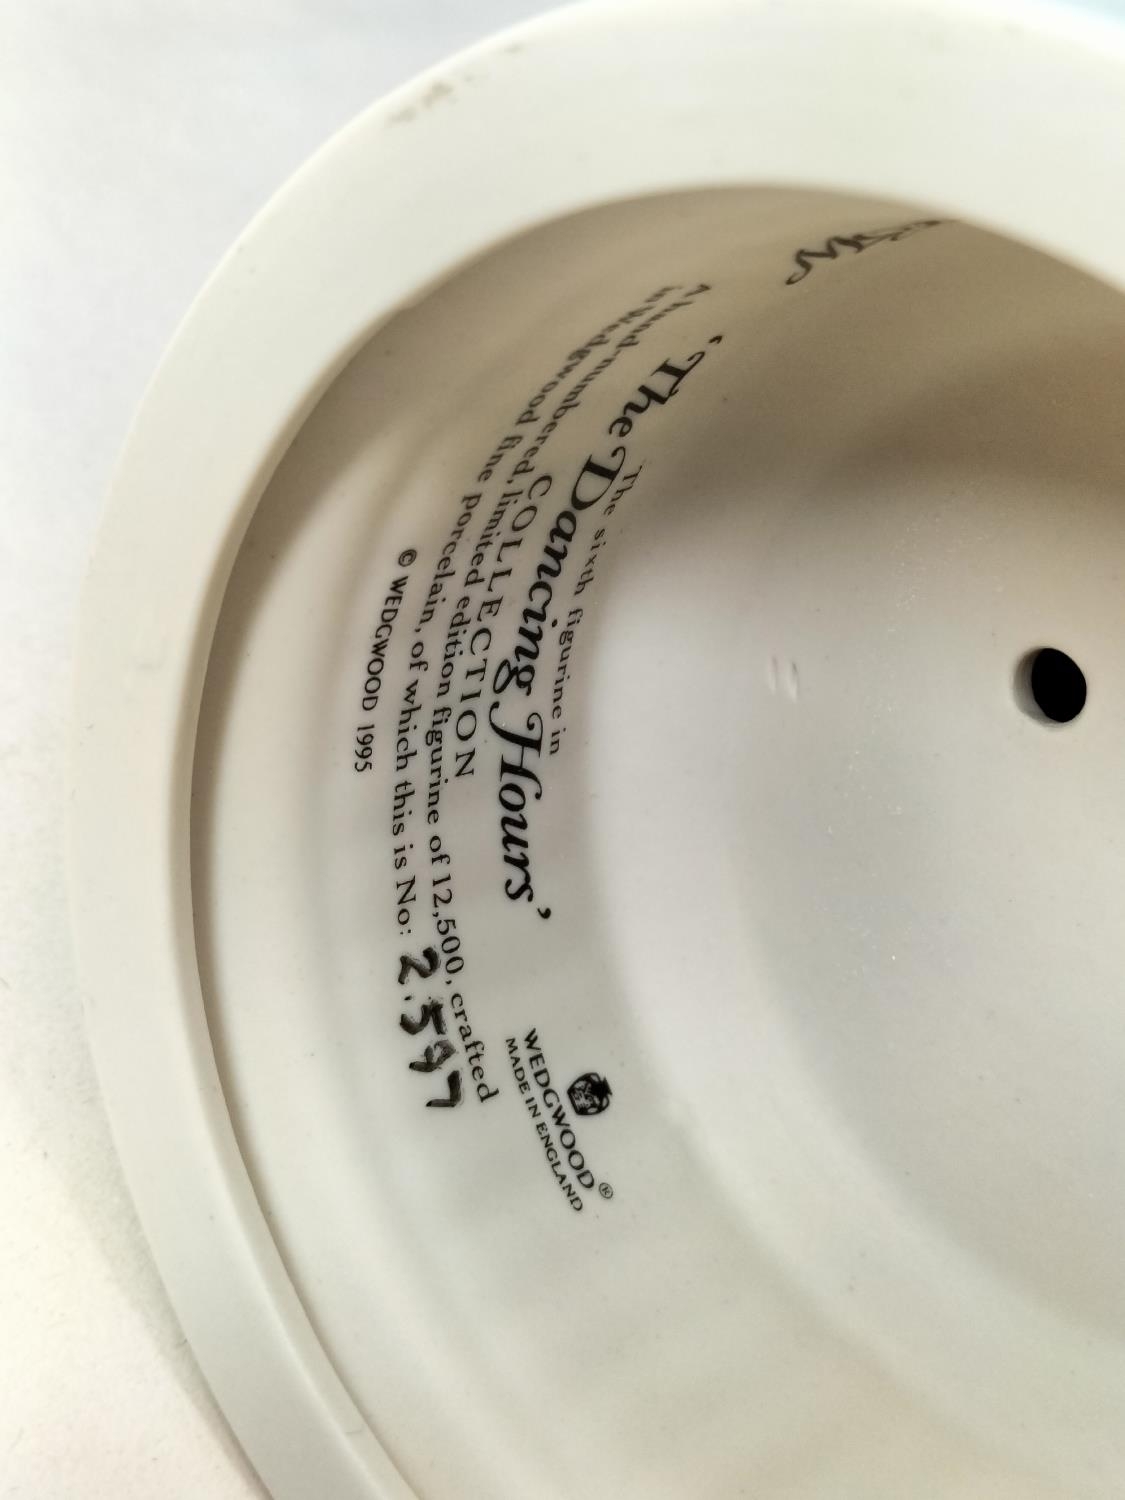 The sixth figurine in
'The Dancing Hours'
COLLECTION
A hand-numbered, limited edition figurine of 12,500, crafted
in Wedgwood fine porcelain, of which this is No: 2.597
© WEDGWOOD 1995
WEDGWOOD®
MADE IN ENGLAND